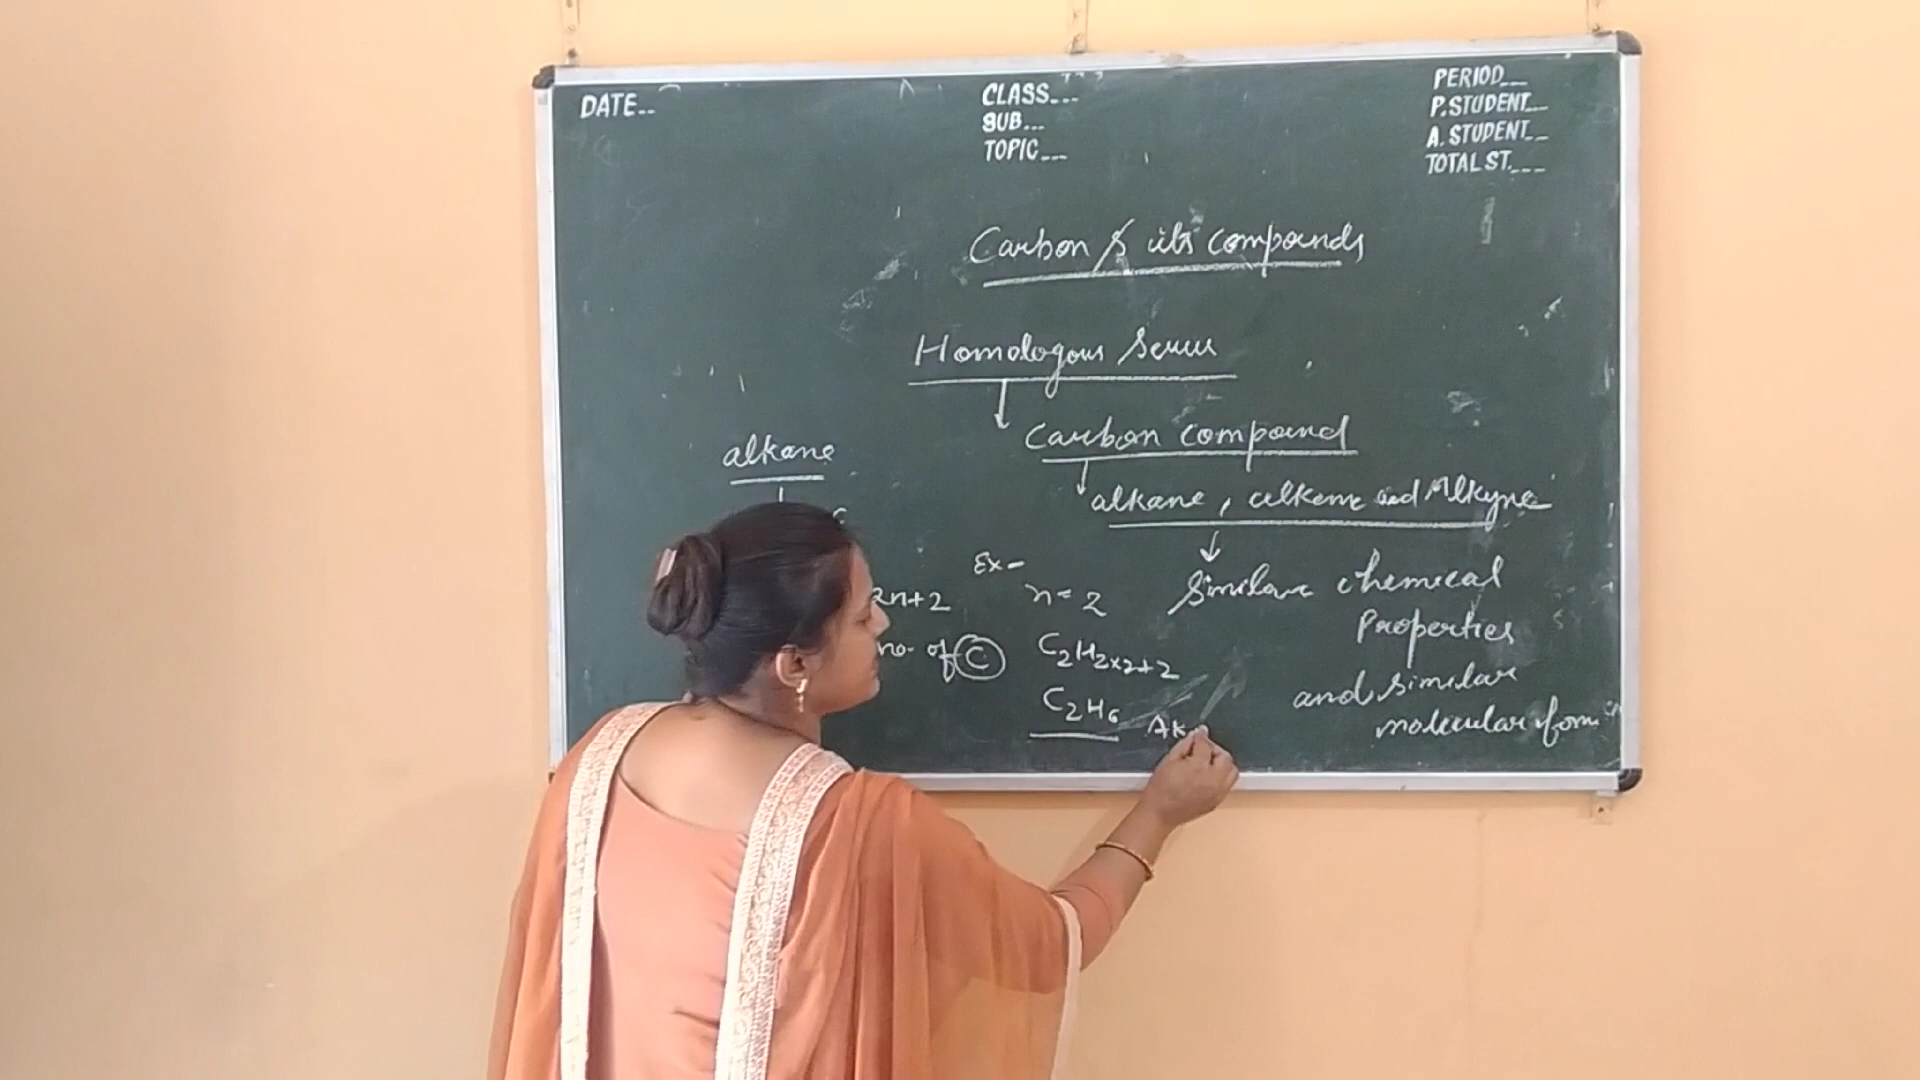 DATE..
CLASS...
SUB...
TOPIC...
PERIOD...
P.STUDENT...
A.STUDENT...
TOTAL ST....
Carbon & its compounds
Homologous Series
Carbon compound
alkane, alkene and Alkyne
Similar chemical
Properties
and similar
molecular form
alkane
2n+2
no. of C
Ex-
n = 2
C2H2x2+2
C2H6
Ak